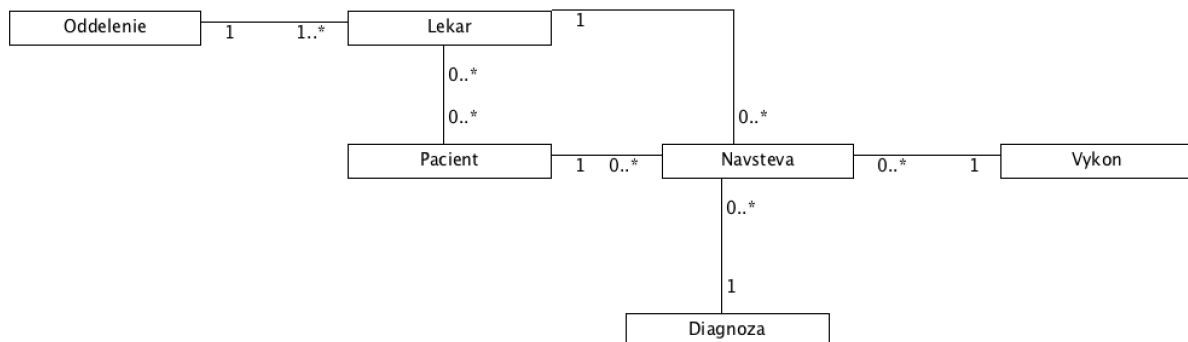 Oddelenie
1
1..*
Lekar
1
0..*
0..*
0..*
Pacient
1
0..*
Navsteva
0..*
1
Vykon
0..*
1
Diagnoza